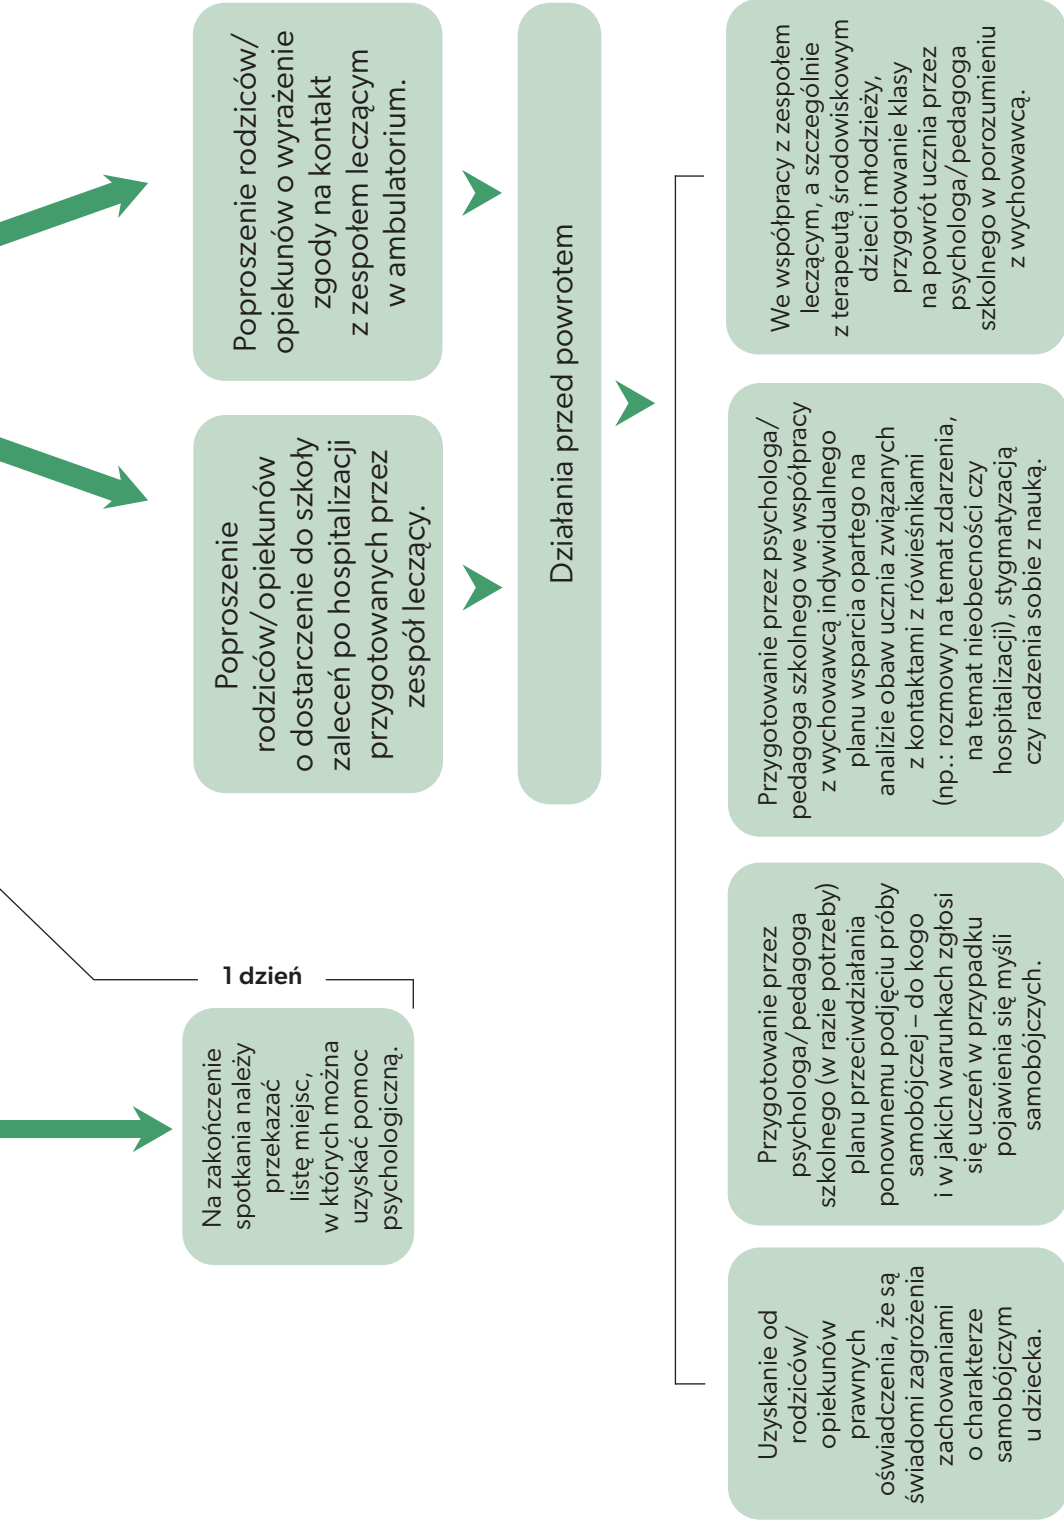 1 dzień
Na zakończenie
spotkania należy
przekazać
listę miejsc,
w których można
uzyskać pomoc
psychologiczną.
Poproszenie
rodziców/opiekunów
o dostarczenie do szkoły
zaleceń po hospitalizacji
przygotowanych przez
zespół leczący.
Poproszenie rodziców/
opiekunów o wyrażenie
zgody na kontakt
z zespołem leczącym
w ambulatorium.
Działania przed powrotem
Uzyskanie od
rodziców/
opiekunów
prawnych
oświadczenia, że są
świadomi zagrożenia
zachowaniami
o charakterze
samobójczym
u dziecka.
Przygotowanie przez
psychologa/pedagoga
szkolnego (w razie potrzeby)
planu przeciwdziałania
ponownemu podjęciu próby
samobójczej – do kogo
i w jakich warunkach zgłosi
się uczeń w przypadku
pojawienia się myśli
samobójczych.
Przygotowanie przez psychologa/
pedagoga szkolnego we współpracy
z wychowawcą indywidualnego
planu wsparcia opartego na
analizie obaw ucznia związanych
z kontaktami z rówieśnikami
(np.: rozmowy na temat zdarzenia,
na temat nieobecności czy
hospitalizacji), stygmatyzacją
czy radzenia sobie z nauką.
We współpracy z zespołem
leczącym, a szczególnie
z terapeutą środowiskowym
dzieci i młodzieży,
przygotowanie klasy
na powrót ucznia przez
psychologa/pedagoga
szkolnego w porozumieniu
z wychowawcą.